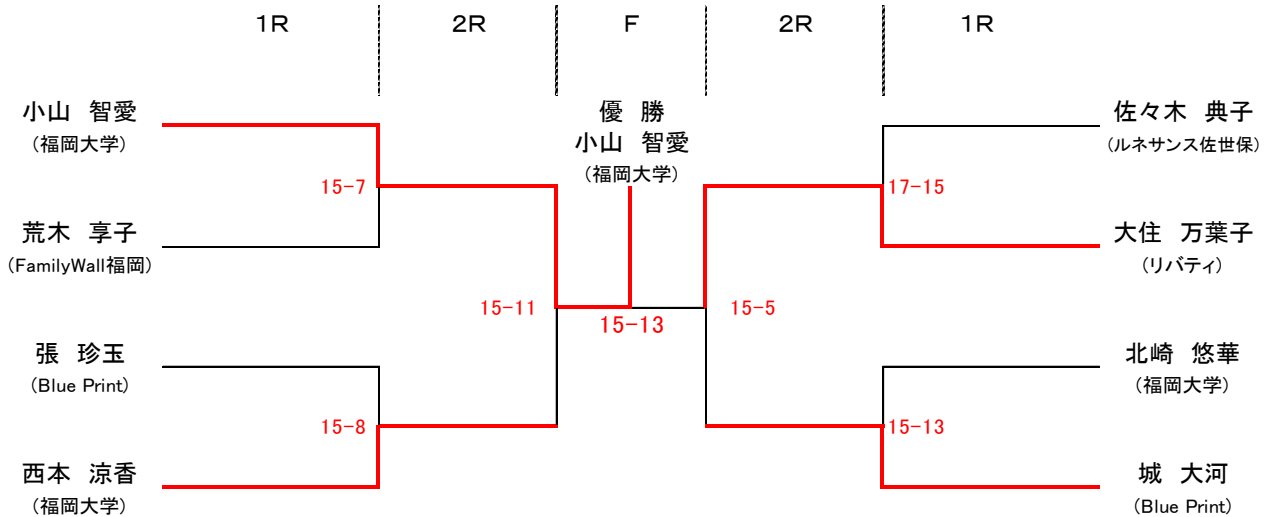 1R
2R
F
2R
1R
小山　智愛
(福岡大学)
荒木　享子
(FamilyWall福岡)
張　珍玉
(Blue Print)
西本　涼香
(福岡大学)
15-7
15-8
15-11
優　勝
小山　智愛
(福岡大学)
15-13
15-5
17-15
15-13
佐々木　典子
(ルネサンス佐世保)
大住　万葉子
(リバティ)
北崎　悠華
(福岡大学)
城　大河
(Blue Print)